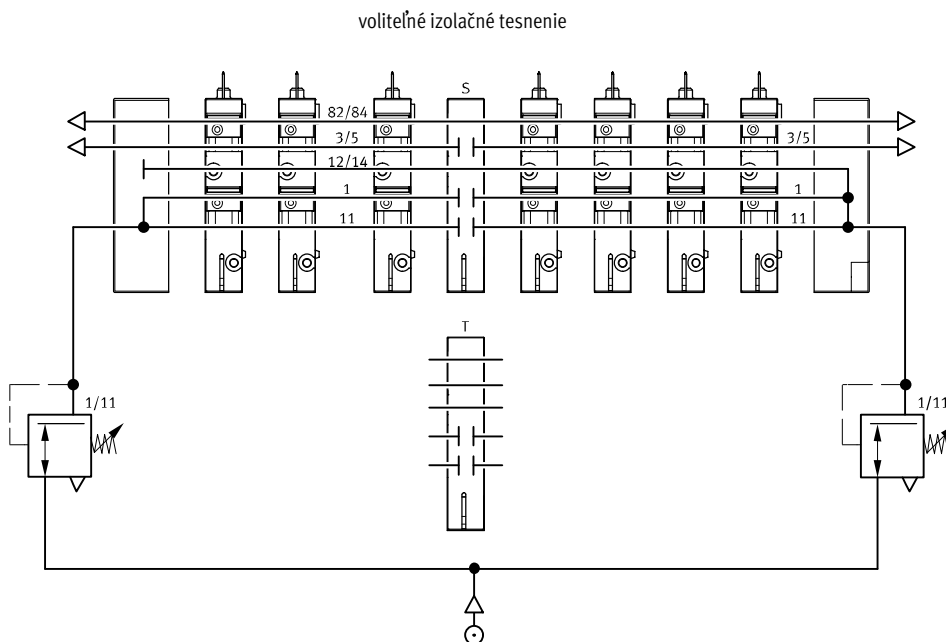 voliteľné izolačné tesnenie
S
82/84
3/5 3/5
12/14
1 1
11 11
T
1/11 1/11